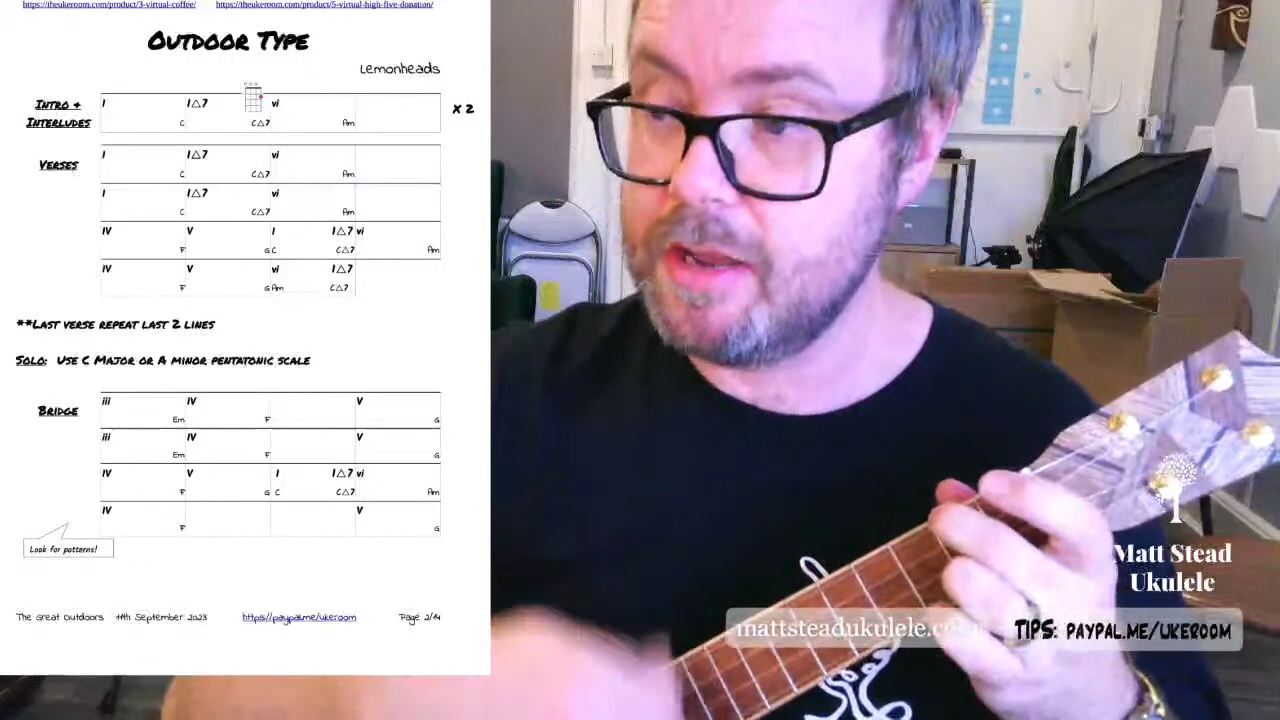 https://theukeroom.com/product/3-virtual-coffee/ https://theukeroom.com/product/5-virtual-high-five-donation/
Outdoor Type
Lemonheads
Intro & Interludes
I I△7 vi
C C△7 Am
x 2
Verses
I I△7 vi
C C△7 Am
I I△7 vi
C C△7 Am
IV V I I△7 vi
F G C C△7 Am
IV V vi I△7
F G Am C△7
**Last verse repeat last 2 lines
Solo: Use C Major or A minor pentatonic scale
Bridge
iii IV V
Em F G
iii IV V
Em F G
IV V I I△7 vi
F G C C△7 Am
IV V
F G
Look for patterns!
The great outdoors 14th September 2023 https://paypal.me/ukeroom Page 2/14
Matt Stead
Ukulele
mattsteadukulele.com
TIPS: PAYPAL.ME/UKEROOM